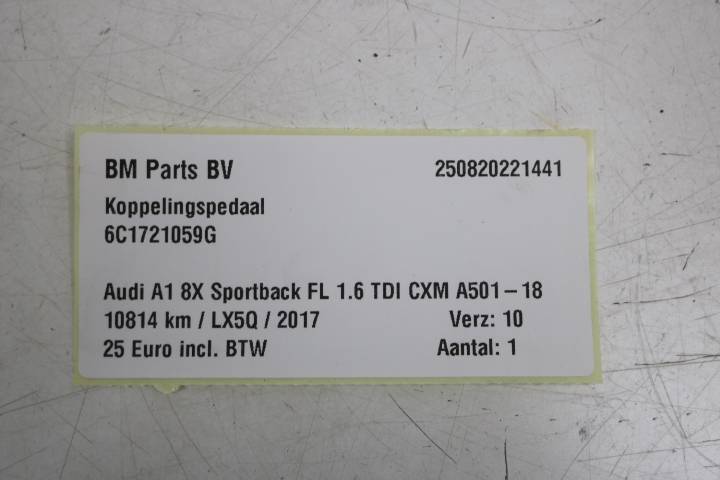 BM Parts BV 250820221441
Koppelingspedaal
6C1721059G
Audi A1 8X Sportback FL 1.6 TDI CXM A501-18
10814 km / LX5Q / 2017 Verz: 10
25 Euro incl. BTW Aantal: 1